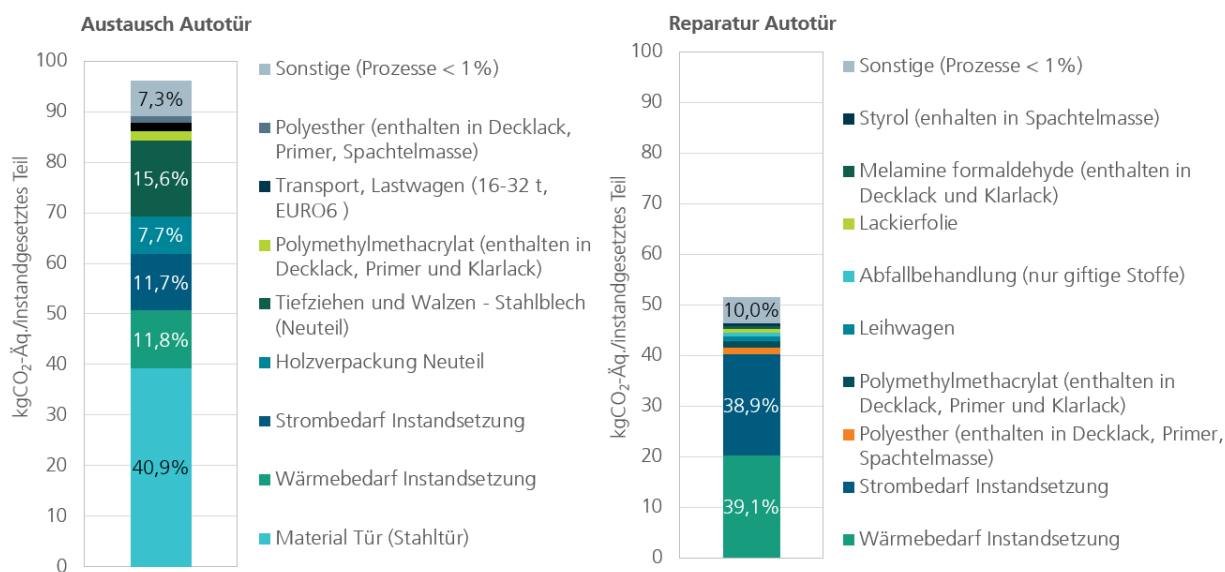 Austausch Autotür
kgCO₂-Äq./instandgesetztes Teil
100
90
80
70
60
50
40
30
20
10
0
7,3%
15,6%
7,7%
11,7%
11,8%
40,9%
Sonstige (Prozesse < 1%)
Polyesther (enthalten in Decklack,
Primer, Spachtelmasse)
Transport, Lastwagen (16-32 t,
EURO6 )
Polymethylmethacrylat (enthalten in
Decklack, Primer und Klarlack)
Tiefziehen und Walzen - Stahlblech
(Neuteil)
Holzverpackung Neuteil
Strombedarf Instandsetzung
Wärmebedarf Instandsetzung
Material Tür (Stahltür)
Reparatur Autotür
kgCO₂-Äq./instandgesetztes Teil
100
90
80
70
60
50
40
30
20
10
0
10,0%
38,9%
39,1%
Sonstige (Prozesse < 1%)
Styrol (enhalten in Spachtelmasse)
Melamine formaldehyde (enthalten in
Decklack und Klarlack)
Lackierfolie
Abfallbehandlung (nur giftige Stoffe)
Leihwagen
Polymethylmethacrylat (enthalten in
Decklack, Primer und Klarlack)
Polyesther (enthalten in Decklack, Primer,
Spachtelmasse)
Strombedarf Instandsetzung
Wärmebedarf Instandsetzung